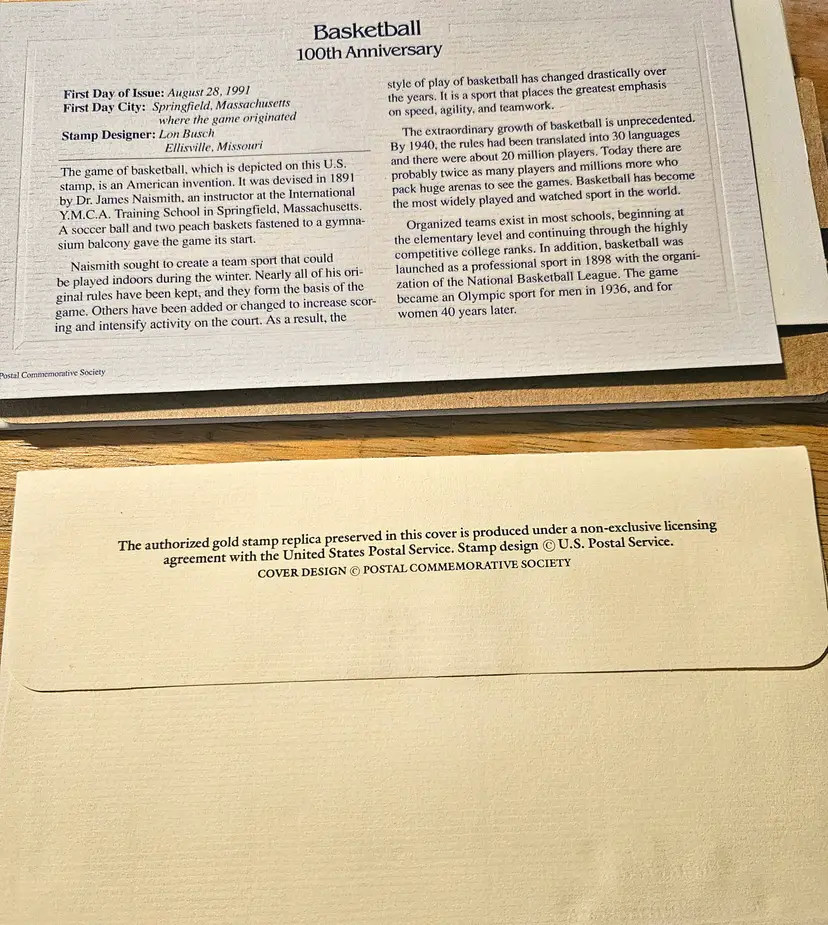 Basketball
100th Anniversary
First Day of Issue: August 28, 1991
First Day City: Springfield, Massachusetts
where the game originated
Stamp Designer: Lon Busch
Ellisville, Missouri
The game of basketball, which is depicted on this U.S.
stamp, is an American invention. It was devised in 1891
by Dr. James Naismith, an instructor at the International
Y.M.C.A. Training School in Springfield, Massachusetts.
A soccer ball and two peach baskets fastened to a gymna-
sium balcony gave the game its start.
Naismith sought to create a team sport that could
be played indoors during the winter. Nearly all of his ori-
ginal rules have been kept, and they form the basis of the
game. Others have been added or changed to increase scor-
ing and intensify activity on the court. As a result, the
style of play of basketball has changed drastically over
the years. It is a sport that places the greatest emphasis
on speed, agility, and teamwork.
The extraordinary growth of basketball is unprecedented.
By 1940, the rules had been translated into 30 languages
and there were about 20 million players. Today there are
probably twice as many players and millions more who
pack huge arenas to see the games. Basketball has become
the most widely played and watched sport in the world.
Organized teams exist in most schools, beginning at
the elementary level and continuing through the highly
competitive college ranks. In addition, basketball was
launched as a professional sport in 1898 with the organi-
zation of the National Basketball League. The game
became an Olympic sport for men in 1936, and for
women 40 years later.
Postal Commemorative Society
The authorized gold stamp replica preserved in this cover is produced under a non-exclusive licensing
agreement with the United States Postal Service. Stamp design © U.S. Postal Service.
COVER DESIGN © POSTAL COMMEMORATIVE SOCIETY